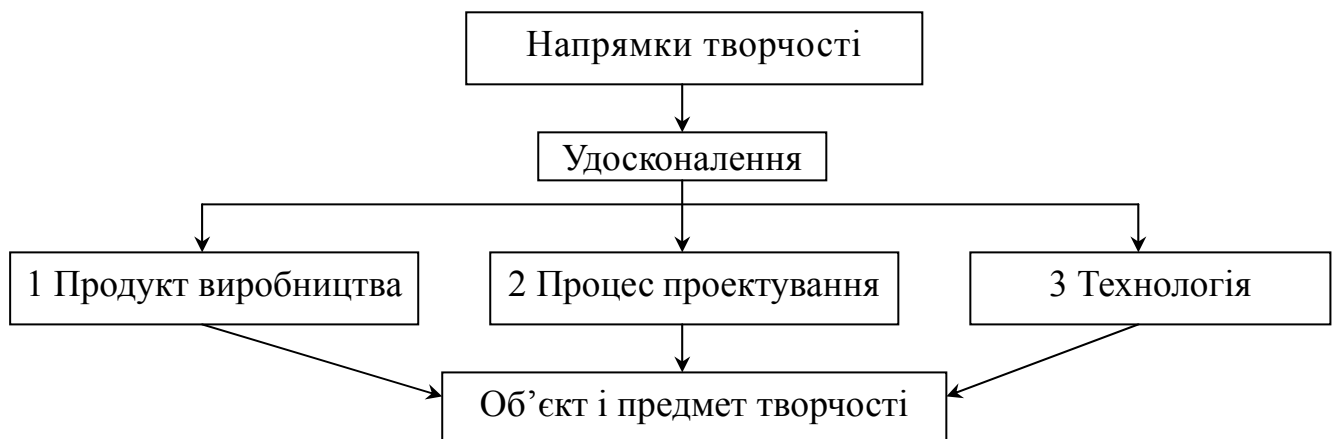 Напрямки творчості
Удосконалення
1 Продукт виробництва
2 Процес проектування
3 Технологія
Об’єкт і предмет творчості